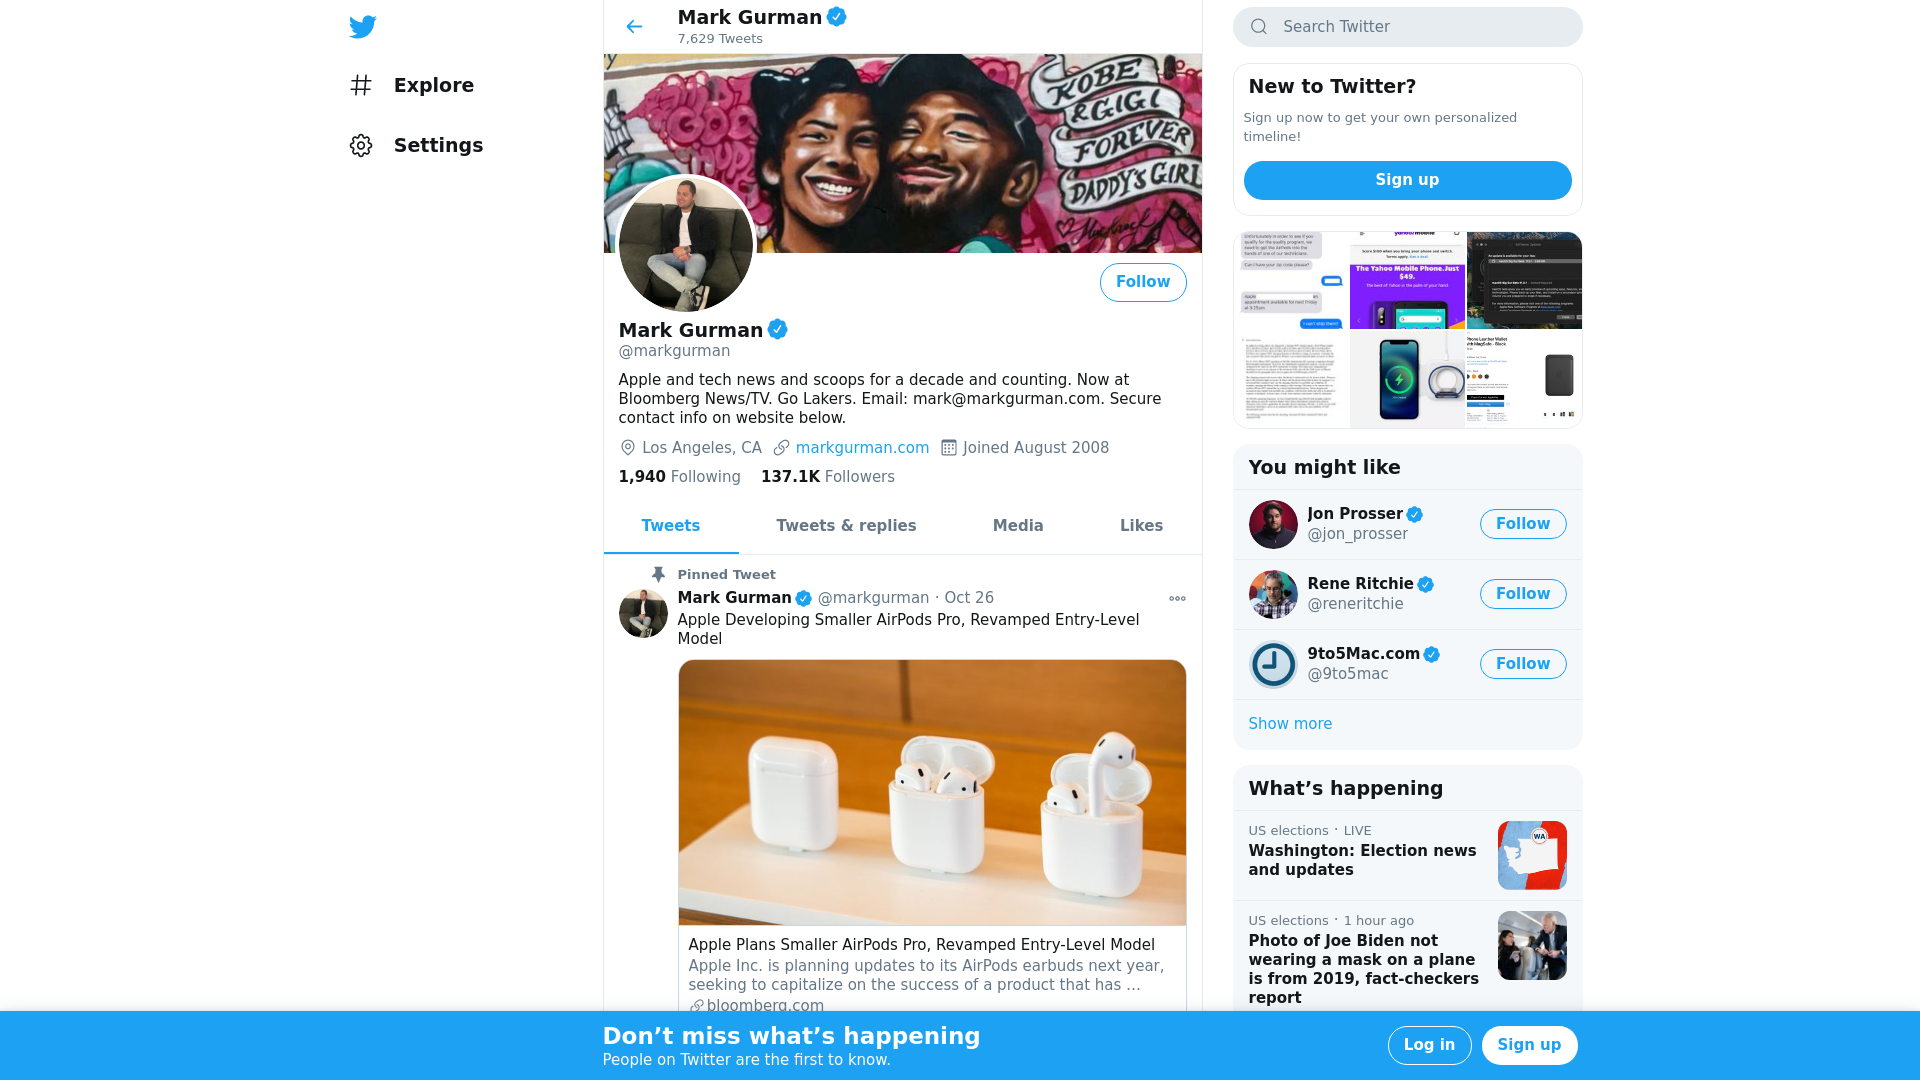 Explore
Settings
Mark Gurman
7,629 Tweets
KOBE
& GIGI
FOREVER
DADDY'S GIRL
Follow
Mark Gurman
@markgurman
Apple and tech news and scoops for a decade and counting. Now at
Bloomberg News/TV. Go Lakers. Email: mark@markgurman.com. Secure
contact info on website below.
Los Angeles, CA markgurman.com Joined August 2008
1,940 Following 137.1K Followers
Tweets Tweets & replies Media Likes
Pinned Tweet
Mark Gurman @markgurman · Oct 26
Apple Developing Smaller AirPods Pro, Revamped Entry-Level
Model
Apple Plans Smaller AirPods Pro, Revamped Entry-Level Model
Apple Inc. is planning updates to its AirPods earbuds next year,
seeking to capitalize on the success of a product that has ...
bloomberg.com
Search Twitter
New to Twitter?
Sign up now to get your own personalized
timeline!
Sign up
The Yahoo Mobile Phone. Just
$49.
You might like
Jon Prosser
@jon_prosser
Follow
Rene Ritchie
@reneritchie
Follow
9to5Mac.com
@9to5mac
Follow
Show more
What’s happening
US elections · LIVE
Washington: Election news
and updates
WA
US elections · 1 hour ago
Photo of Joe Biden not
wearing a mask on a plane
is from 2019, fact-checkers
report
Don’t miss what’s happening
People on Twitter are the first to know.
Log in
Sign up